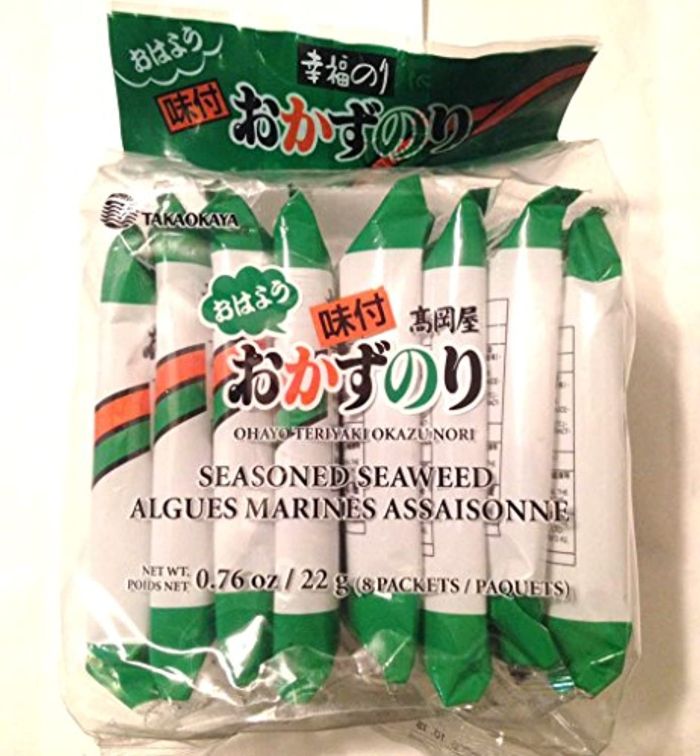 おはよう
幸福のり
味付
おかずのり
TAKAOKAYA
おはよう
味付
髙岡屋
おかずのり
OHAYO TERIYAKI OKAZU NORI
SEASONED SEAWEED
ALGUES MARINES ASSAISONNE
NET WT.
POIDS NET 0.76 oz / 22 g (8 PACKETS / PAQUETS)